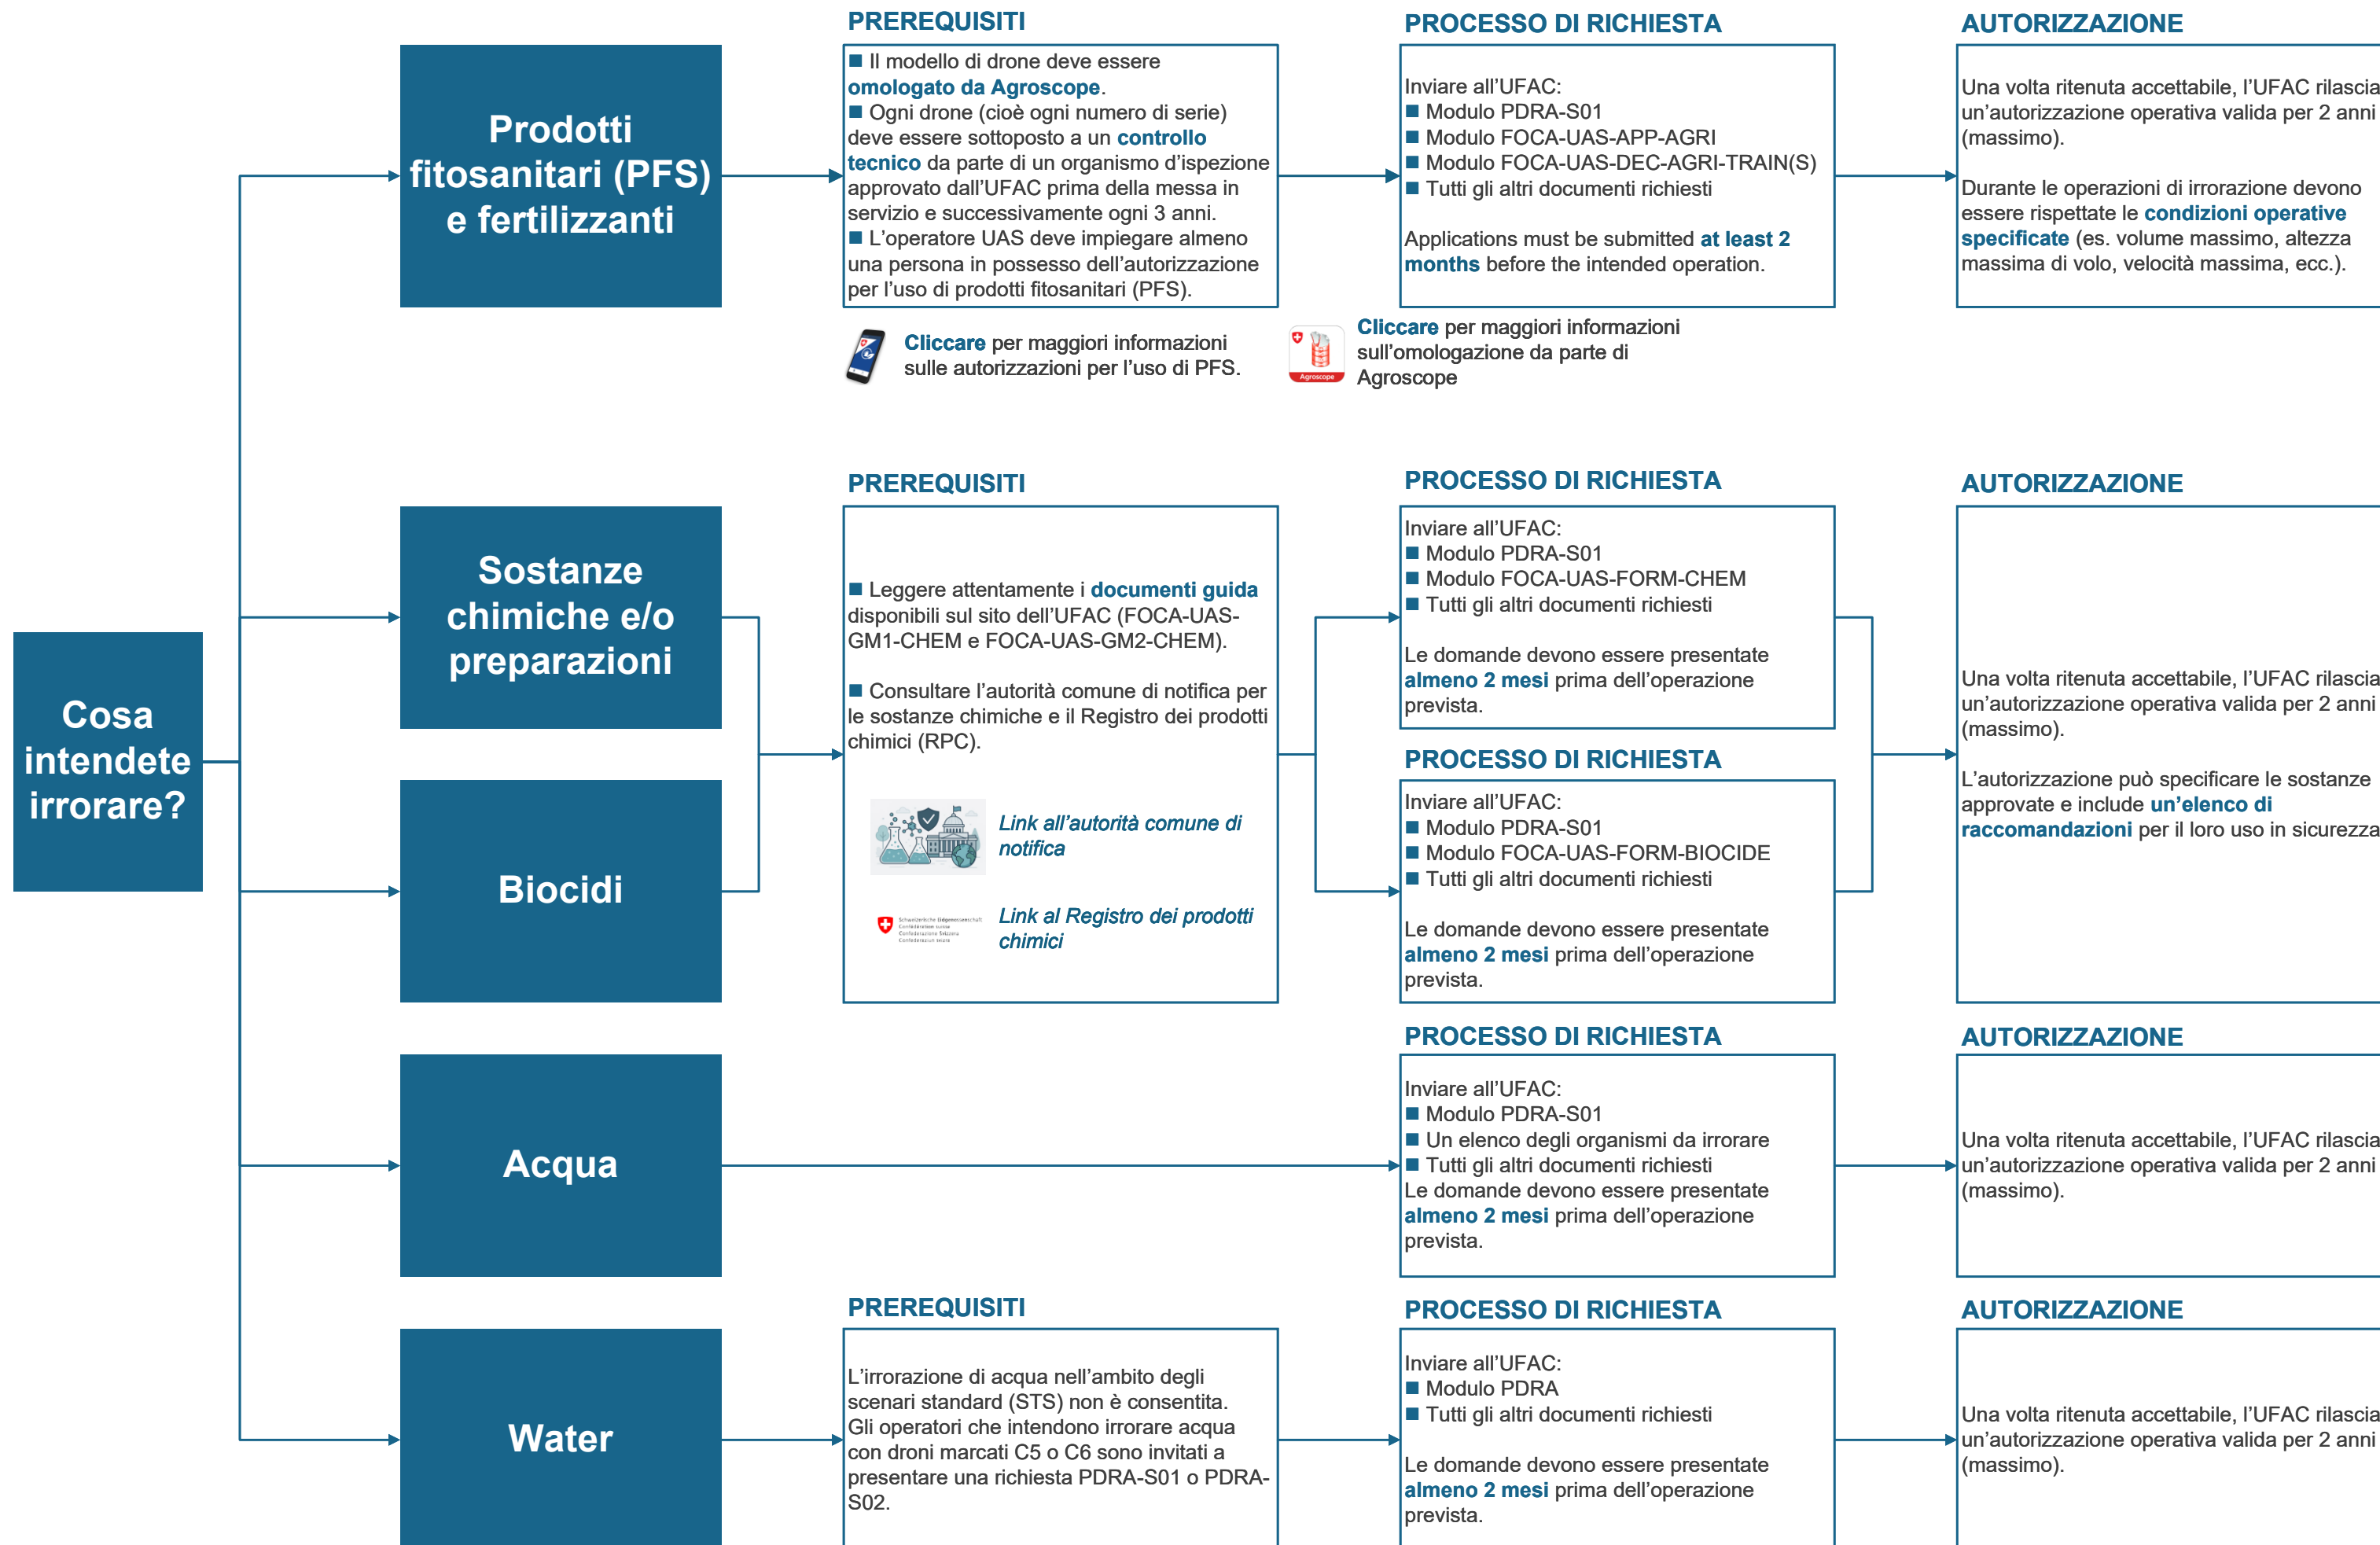 Cosa
intendete
irrorare?
Prodotti
fitosanitari (PFS)
e fertilizzanti
PREREQUISITI
■ Il modello di drone deve essere
omologato da Agroscope.
■ Ogni drone (cioè ogni numero di serie)
deve essere sottoposto a un controllo
tecnico da parte di un organismo d'ispezione
approvato dall'UFAC prima della messa in
servizio e successivamente ogni 3 anni.
■ L'operatore UAS deve impiegare almeno
una persona in possesso dell'autorizzazione
per l'uso di prodotti fitosanitari (PFS).
PROCESSO DI RICHIESTA
Inviare all'UFAC:
■ Modulo PDRA-S01
■ Modulo FOCA-UAS-APP-AGRI
■ Modulo FOCA-UAS-DEC-AGRI-TRAIN(S)
■ Tutti gli altri documenti richiesti
Applications must be submitted at least 2
months before the intended operation.
AUTORIZZAZIONE
Una volta ritenuta accettabile, l'UFAC rilascia
un'autorizzazione operativa valida per 2 anni
(massimo).
Durante le operazioni di irrorazione devono
essere rispettate le condizioni operative
specificate (es. volume massimo, altezza
massima di volo, velocità massima, ecc.).
Cliccare per maggiori informazioni
sulle autorizzazioni per l'uso di PFS.
Agroscope
Cliccare per maggiori informazioni
sull'omologazione da parte di
Agroscope
Sostanze
chimiche e/o
preparazioni
Biocidi
PREREQUISITI
■ Leggere attentamente i documenti guida
disponibili sul sito dell'UFAC (FOCA-UAS-
GM1-CHEM e FOCA-UAS-GM2-CHEM).
■ Consultare l'autorità comune di notifica per
le sostanze chimiche e il Registro dei prodotti
chimici (RPC).
Link all'autorità comune di
notifica
Schweizerische Eidgenossenschaft
Confédération suisse
Confederazione Svizzera
Confederaziun svizra
Link al Registro dei prodotti
chimici
PROCESSO DI RICHIESTA
Inviare all'UFAC:
■ Modulo PDRA-S01
■ Modulo FOCA-UAS-FORM-CHEM
■ Tutti gli altri documenti richiesti
Le domande devono essere presentate
almeno 2 mesi prima dell'operazione
prevista.
PROCESSO DI RICHIESTA
Inviare all'UFAC:
■ Modulo PDRA-S01
■ Modulo FOCA-UAS-FORM-BIOCIDE
■ Tutti gli altri documenti richiesti
Le domande devono essere presentate
almeno 2 mesi prima dell'operazione
prevista.
AUTORIZZAZIONE
Una volta ritenuta accettabile, l'UFAC rilascia
un'autorizzazione operativa valida per 2 anni
(massimo).
L'autorizzazione può specificare le sostanze
approvate e include un'elenco di
raccomandazioni per il loro uso in sicurezza
Acqua
PROCESSO DI RICHIESTA
Inviare all'UFAC:
■ Modulo PDRA-S01
■ Un elenco degli organismi da irrorare
■ Tutti gli altri documenti richiesti
Le domande devono essere presentate
almeno 2 mesi prima dell'operazione
prevista.
AUTORIZZAZIONE
Una volta ritenuta accettabile, l'UFAC rilascia
un'autorizzazione operativa valida per 2 anni
(massimo).
Water
PREREQUISITI
L'irrorazione di acqua nell'ambito degli
scenari standard (STS) non è consentita.
Gli operatori che intendono irrorare acqua
con droni marcati C5 o C6 sono invitati a
presentare una richiesta PDRA-S01 o PDRA-
S02.
PROCESSO DI RICHIESTA
Inviare all'UFAC:
■ Modulo PDRA
■ Tutti gli altri documenti richiesti
Le domande devono essere presentate
almeno 2 mesi prima dell'operazione
prevista.
AUTORIZZAZIONE
Una volta ritenuta accettabile, l'UFAC rilascia
un'autorizzazione operativa valida per 2 anni
(massimo).